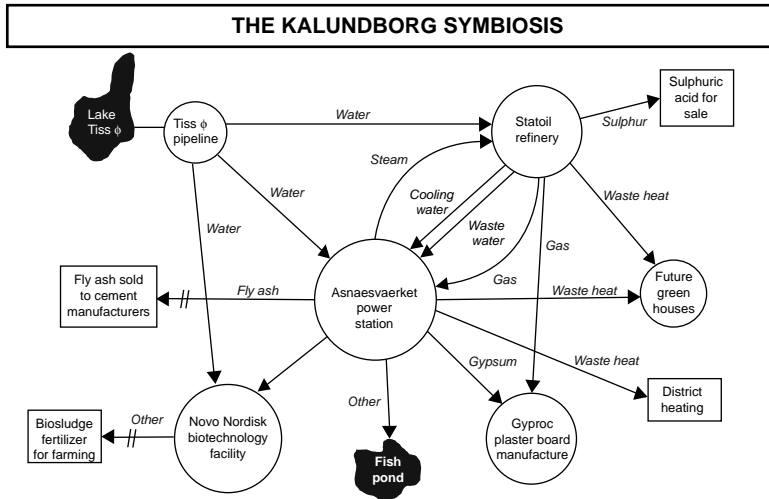 THE KALUNDBORG SYMBIOSIS
Lake
Tiss ϕ
Tiss ϕ
pipeline
Water
Statoil
refinery
Sulphur
Sulphuric
acid for
sale
Steam
Water
Water
Cooling
water
Waste
water
Gas
Gas
Waste heat
Fly ash sold
to cement
manufacturers
Fly ash
Asnaesvaerket
power
station
Waste heat
Future
green
houses
Gypsum
Waste heat
District
heating
Biosludge
fertilizer
for farming
Other
Novo Nordisk
biotechnology
facility
Other
Fish
pond
Gyproc
plaster board
manufacture